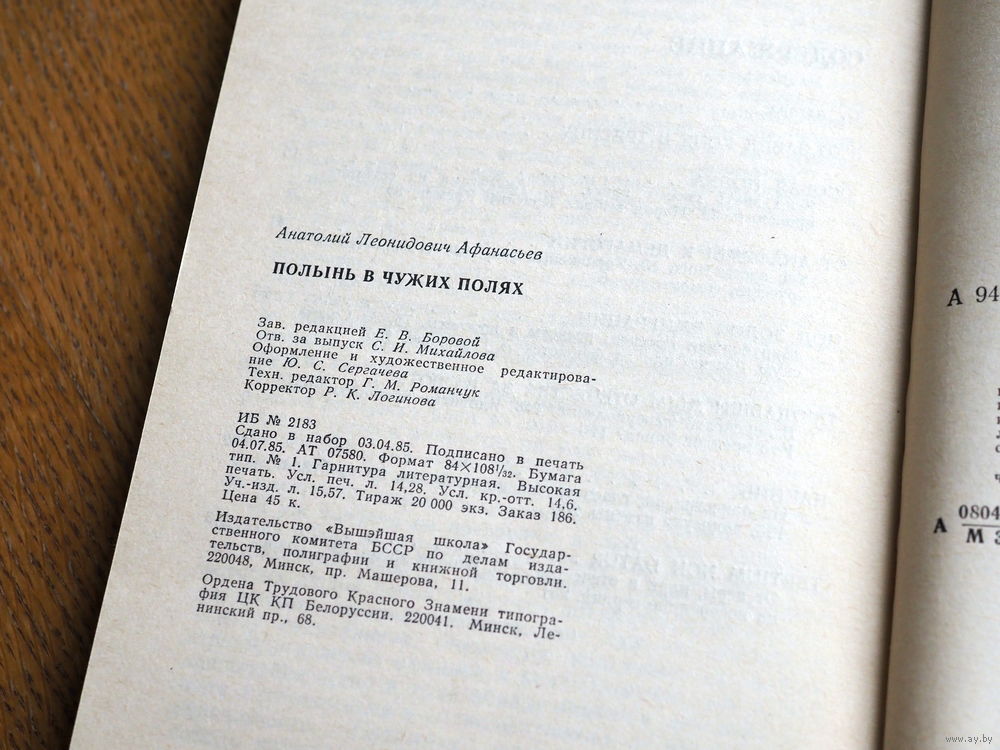 Анатолий Леонидович Афанасьев
ПОЛЫНЬ В ЧУЖИХ ПОЛЯХ
Зав. редакцией Е. В. Боровой
Отв. за выпуск С. И. Михайлова
Оформление и художественное редактирова-
ние Ю. С. Сергачева
Техн. редактор Г. М. Романчук
Корректор Р. К. Логинова
ИБ № 2183
Сдано в набор 03.04.85. Подписано в печать
04.07.85. АТ 07580. Формат 84×108¹/₃₂. Бумага
тип. № 1. Гарнитура литературная. Высокая
печать. Усл. печ. л. 14,28. Усл. кр.-отт. 14,6.
Уч.-изд. л. 15,57. Тираж 20 000 экз. Заказ 186.
Цена 45 к.
Издательство «Вышэйшая школа» Государ-
ственного комитета БССР по делам изда-
тельств, полиграфии и книжной торговли.
220048, Минск, пр. Машерова, 11.
Ордена Трудового Красного Знамени типогра-
фия ЦК КП Белоруссии. 220041. Минск, Ле-
нинский пр., 68.
А 94
А 0804
М
www.ay.by